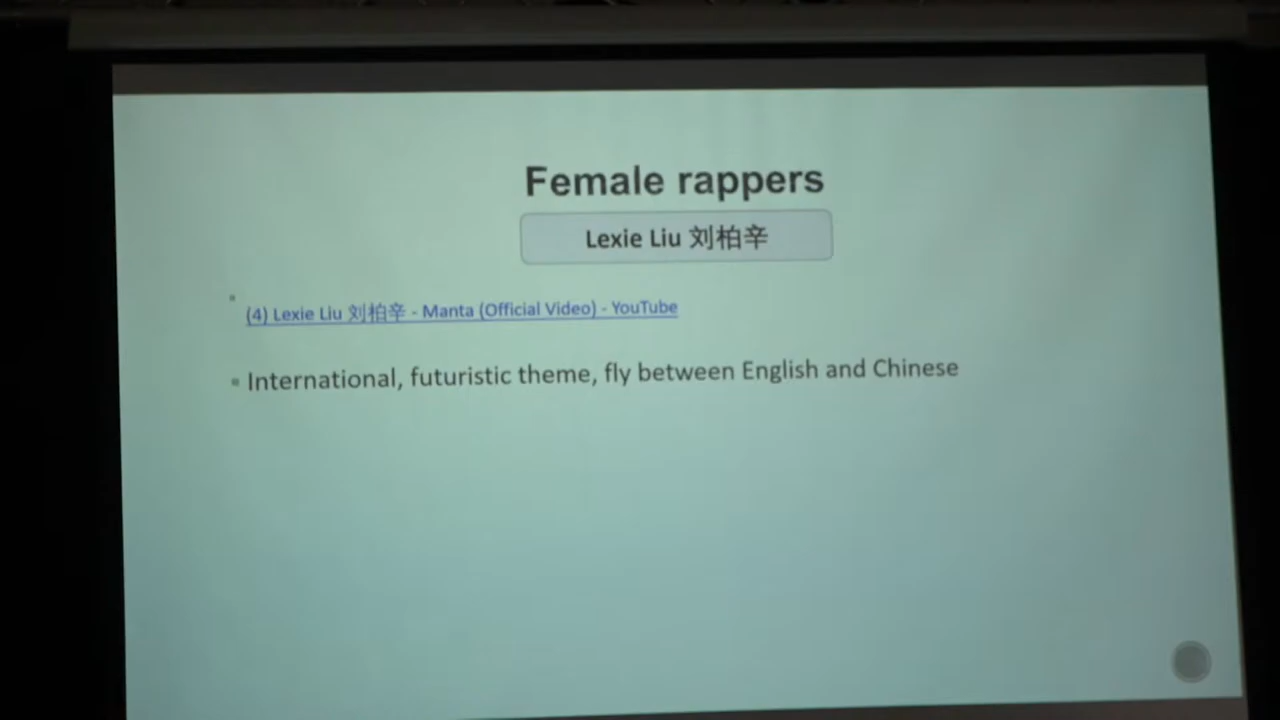 Female rappers
Lexie Liu 刘柏辛
(4) Lexie Liu 刘柏辛 - Manta (Official Video) - YouTube
International, futuristic theme, fly between English and Chinese